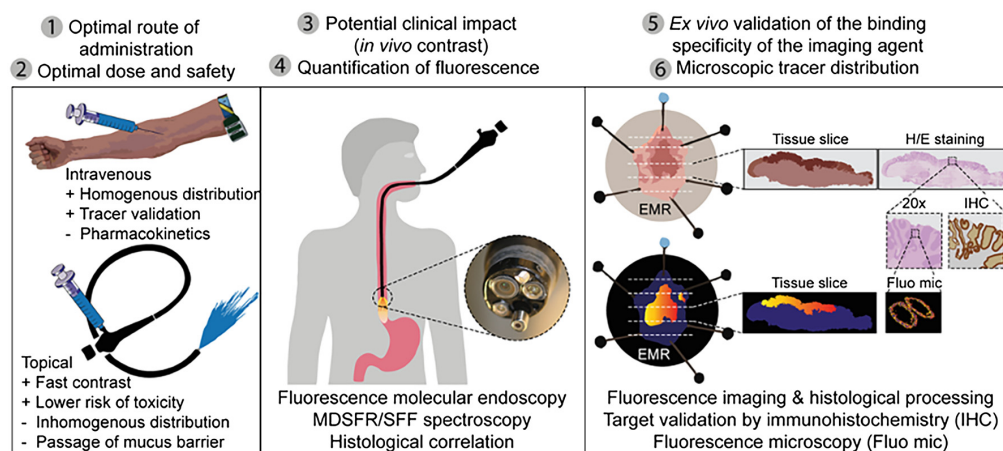 1 Optimal route of
administration
2 Optimal dose and safety
Intravenous
+ Homogenous distribution
+ Tracer validation
- Pharmacokinetics
Topical
+ Fast contrast
+ Lower risk of toxicity
- Inhomogenous distribution
- Passage of mucus barrier
3 Potential clinical impact
(in vivo contrast)
4 Quantification of fluorescence
Fluorescence molecular endoscopy
MDSFR/SFF spectroscopy
Histological correlation
5 Ex vivo validation of the binding
specificity of the imaging agent
6 Microscopic tracer distribution
EMR
Tissue slice
H/E staining
20x
IHC
EMR
Tissue slice
Fluo mic
Fluorescence imaging & histological processing
Target validation by immunohistochemistry (IHC)
Fluorescence microscopy (Fluo mic)